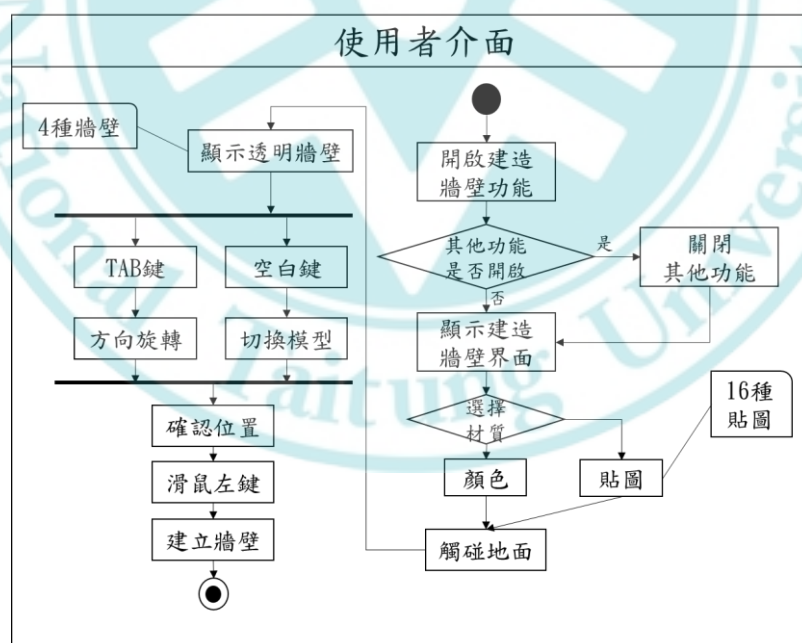 使用者介面
4種牆壁
顯示透明牆壁
TAB鍵
空白鍵
方向旋轉
切換模型
確認位置
滑鼠左鍵
建立牆壁
開啟建造
牆壁功能
其他功能
是否開啟
是
關閉
其他功能
否
顯示建造
牆壁界面
選擇
材質
16種
貼圖
顏色
貼圖
觸碰地面
National Taitung University